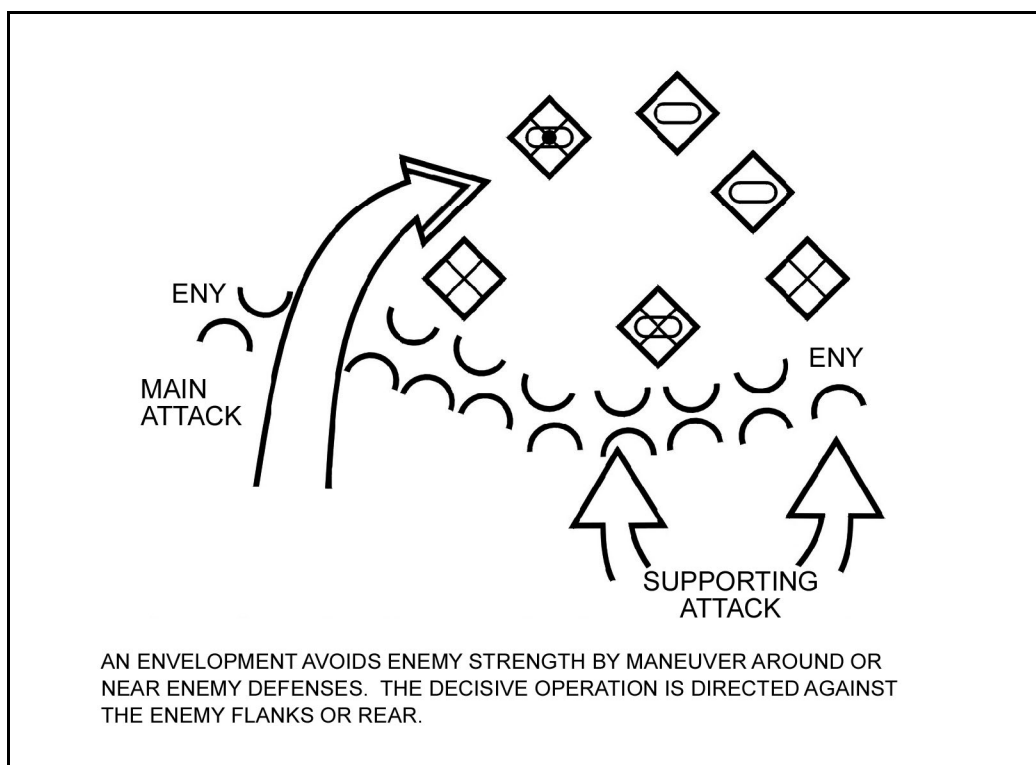 ENY
MAIN
ATTACK
ENY
SUPPORTING
ATTACK
AN ENVELOPMENT AVOIDS ENEMY STRENGTH BY MANEUVER AROUND OR
NEAR ENEMY DEFENSES. THE DECISIVE OPERATION IS DIRECTED AGAINST
THE ENEMY FLANKS OR REAR.